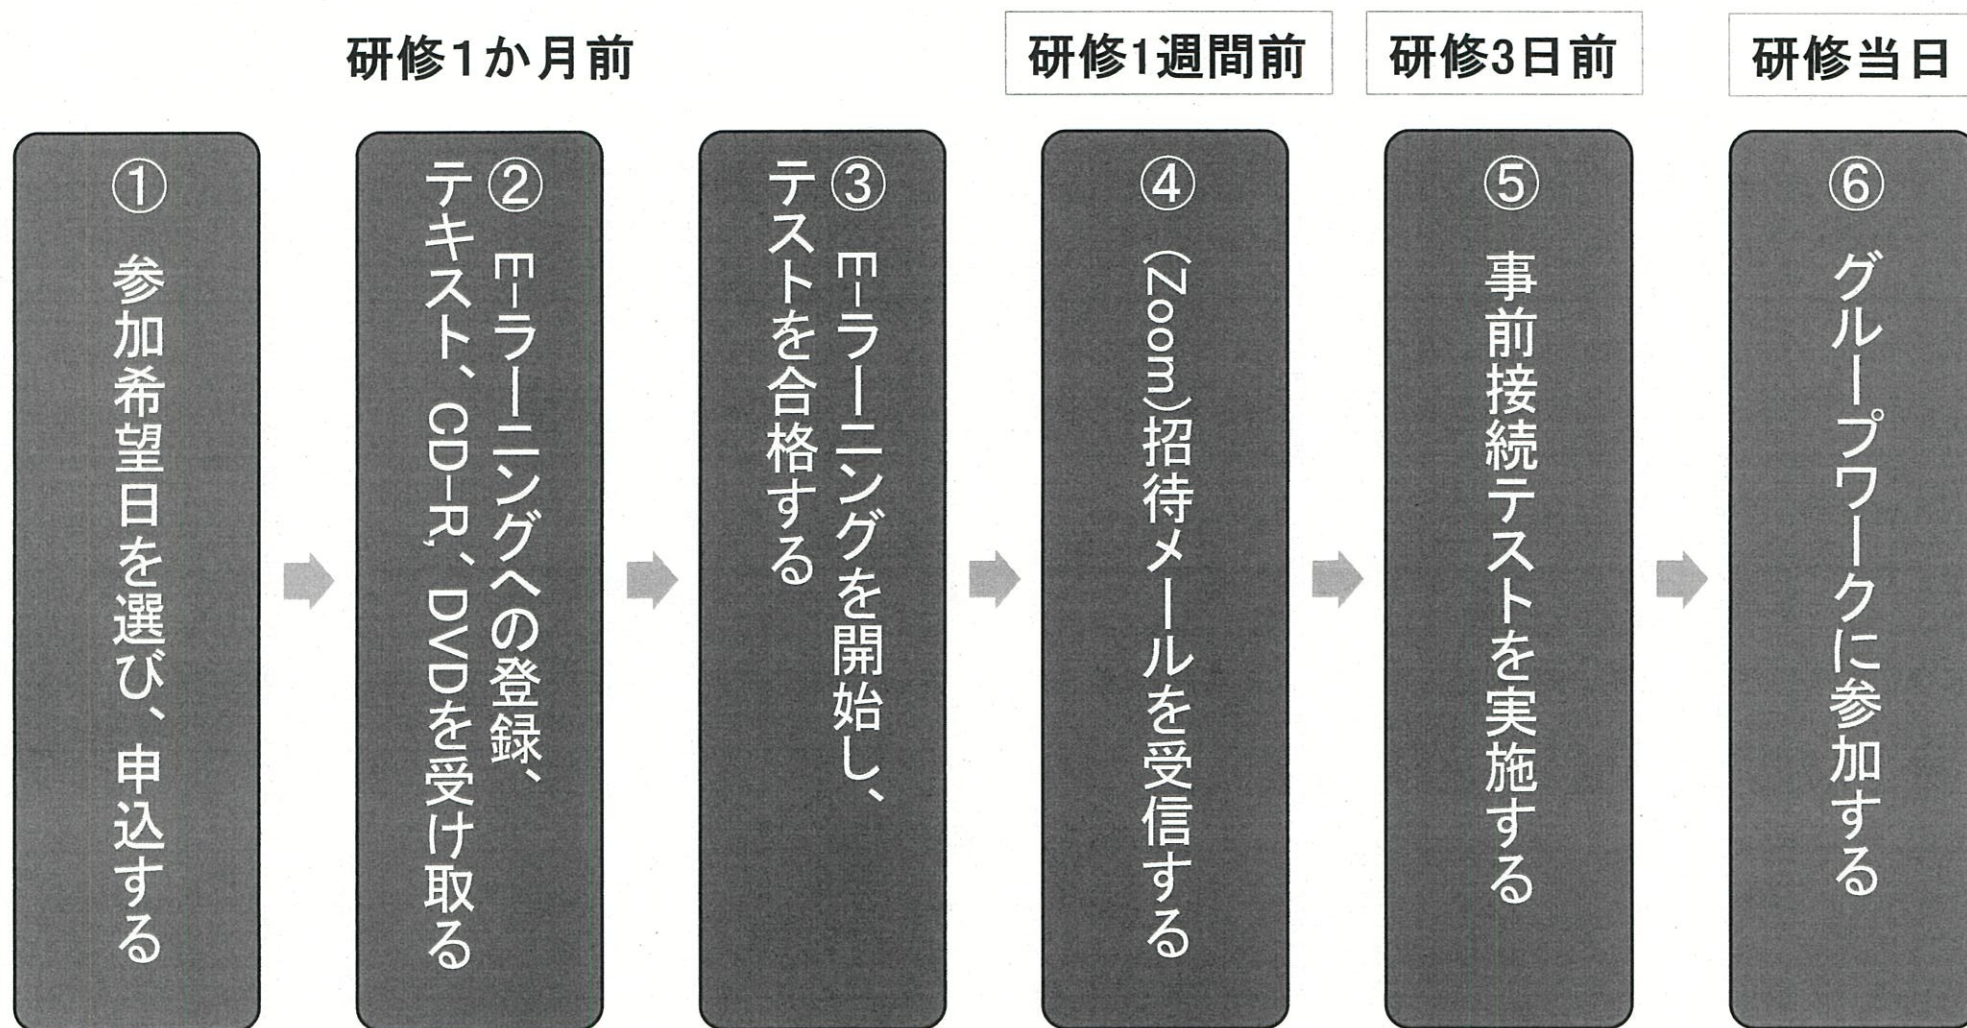 研修1か月前
研修1週間前
研修3日前
研修当日
① 参加希望日を選び、申込する
② E-ラーニングへの登録、
テキスト、CD-R、DVDを受け取る
③ E-ラーニングを開始し、
テストを合格する
④ (Zoom)招待メールを受信する
⑤ 事前接続テストを実施する
⑥ グループワークに参加する